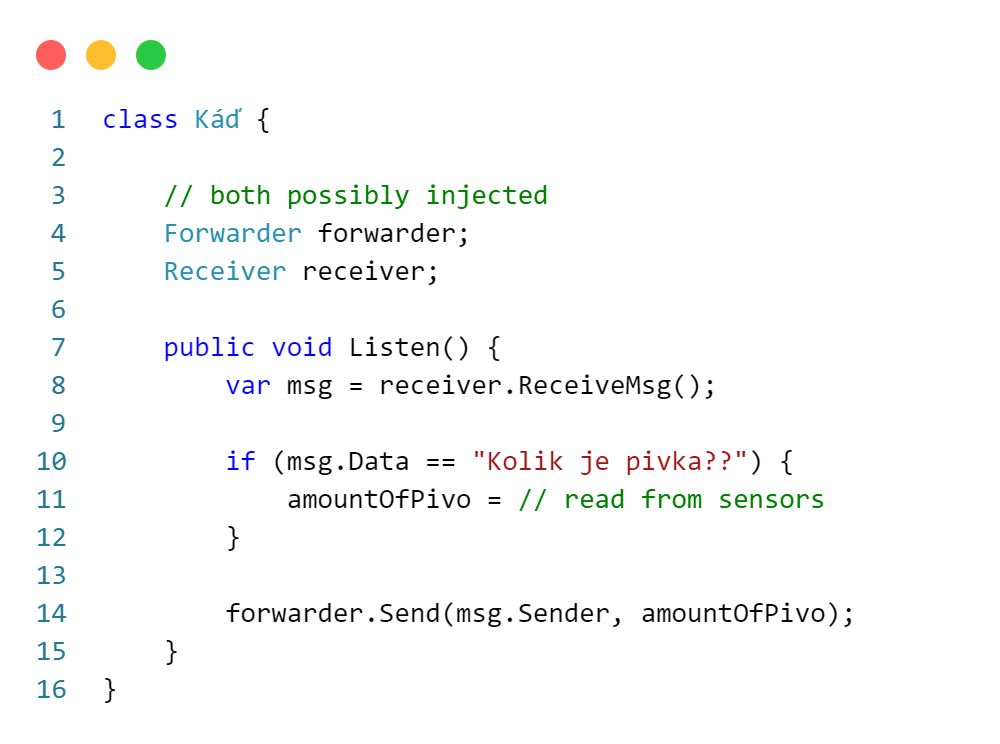 1 class Káď {
2
3 // both possibly injected
4 Forwarder forwarder;
5 Receiver receiver;
6
7 public void Listen() {
8 var msg = receiver.ReceiveMsg();
9
10 if (msg.Data == "Kolik je pivka??") {
11 amountOfPivo = // read from sensors
12 }
13
14 forwarder.Send(msg.Sender, amountOfPivo);
15 }
16 }